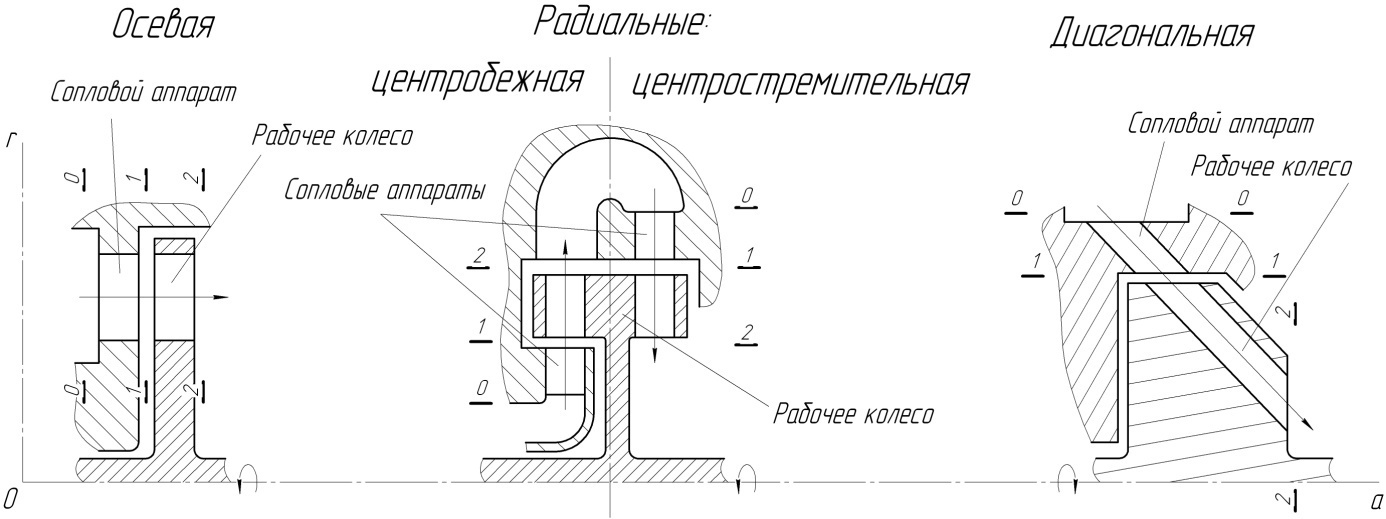 Осевая
Радиальные:
Диагональная
центробежная
центростремительная
Сопловой аппарат
Рабочее колесо
Сопловые аппараты
Сопловой аппарат
Рабочее колесо
Рабочее колесо
r
0
1
2
0
1
2
2
1
0
0
1
2
0
0
1
1
2
2
0
a